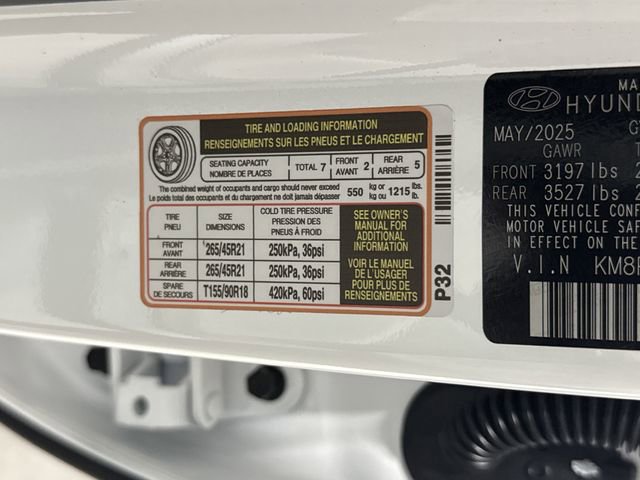 TIRE AND LOADING INFORMATION
RENSEIGNEMENTS SUR LES PNEUS ET LE CHARGEMENT
SEATING CAPACITY
NOMBRE DE PLACES
TOTAL 7
FRONT
AVANT 2
REAR
ARRIÈRE 5
The combined weight of occupants and cargo should never exceed
Le poids total des occupants et du chargement ne doit jamais dépasser
550 kg or
kg ou 1215 lbs.
lb.
TIRE
PNEU
SIZE
DIMENSIONS
COLD TIRE PRESSURE
PRESSION DES
PNEUS À FROID
FRONT
AVANT
265/45R21
250kPa, 36psi
REAR
ARRIÈRE
265/45R21
250kPa, 36psi
SPARE
DE SECOURS
T155/90R18
420kPa, 60psi
SEE OWNER'S
MANUAL FOR
ADDITIONAL
INFORMATION
VOIR LE MANUEL
DE L'USAGER
POUR PLUS DE
RENSEIGNEMENTS
P32
MA
HYUND
MAY/2025
GAWR
FRONT 3197 lbs
REAR 3527 lbs
THIS VEHICLE CONF
MOTOR VEHICLE SAF
IN EFFECT ON THE
V.I.N KM8